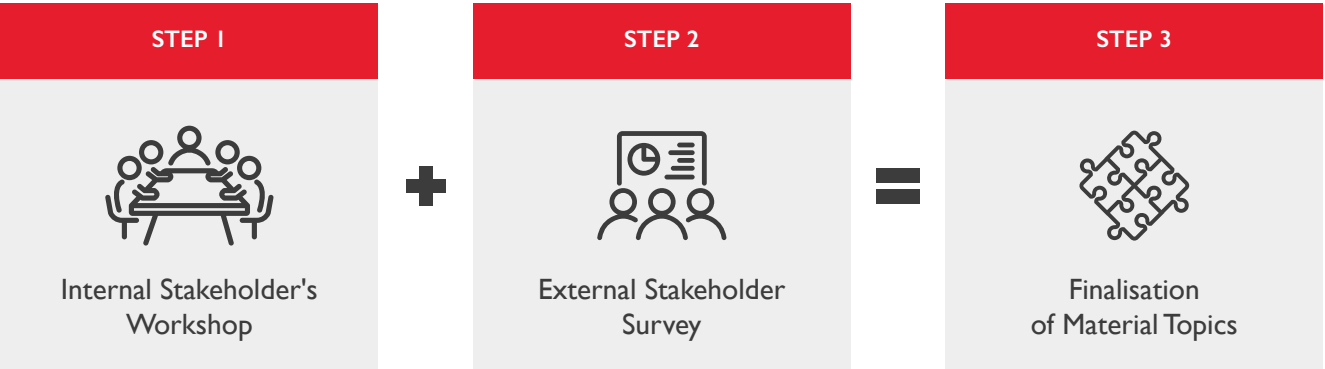 STEP 1
Internal Stakeholder's
Workshop
STEP 2
External Stakeholder
Survey
STEP 3
Finalisation
of Material Topics